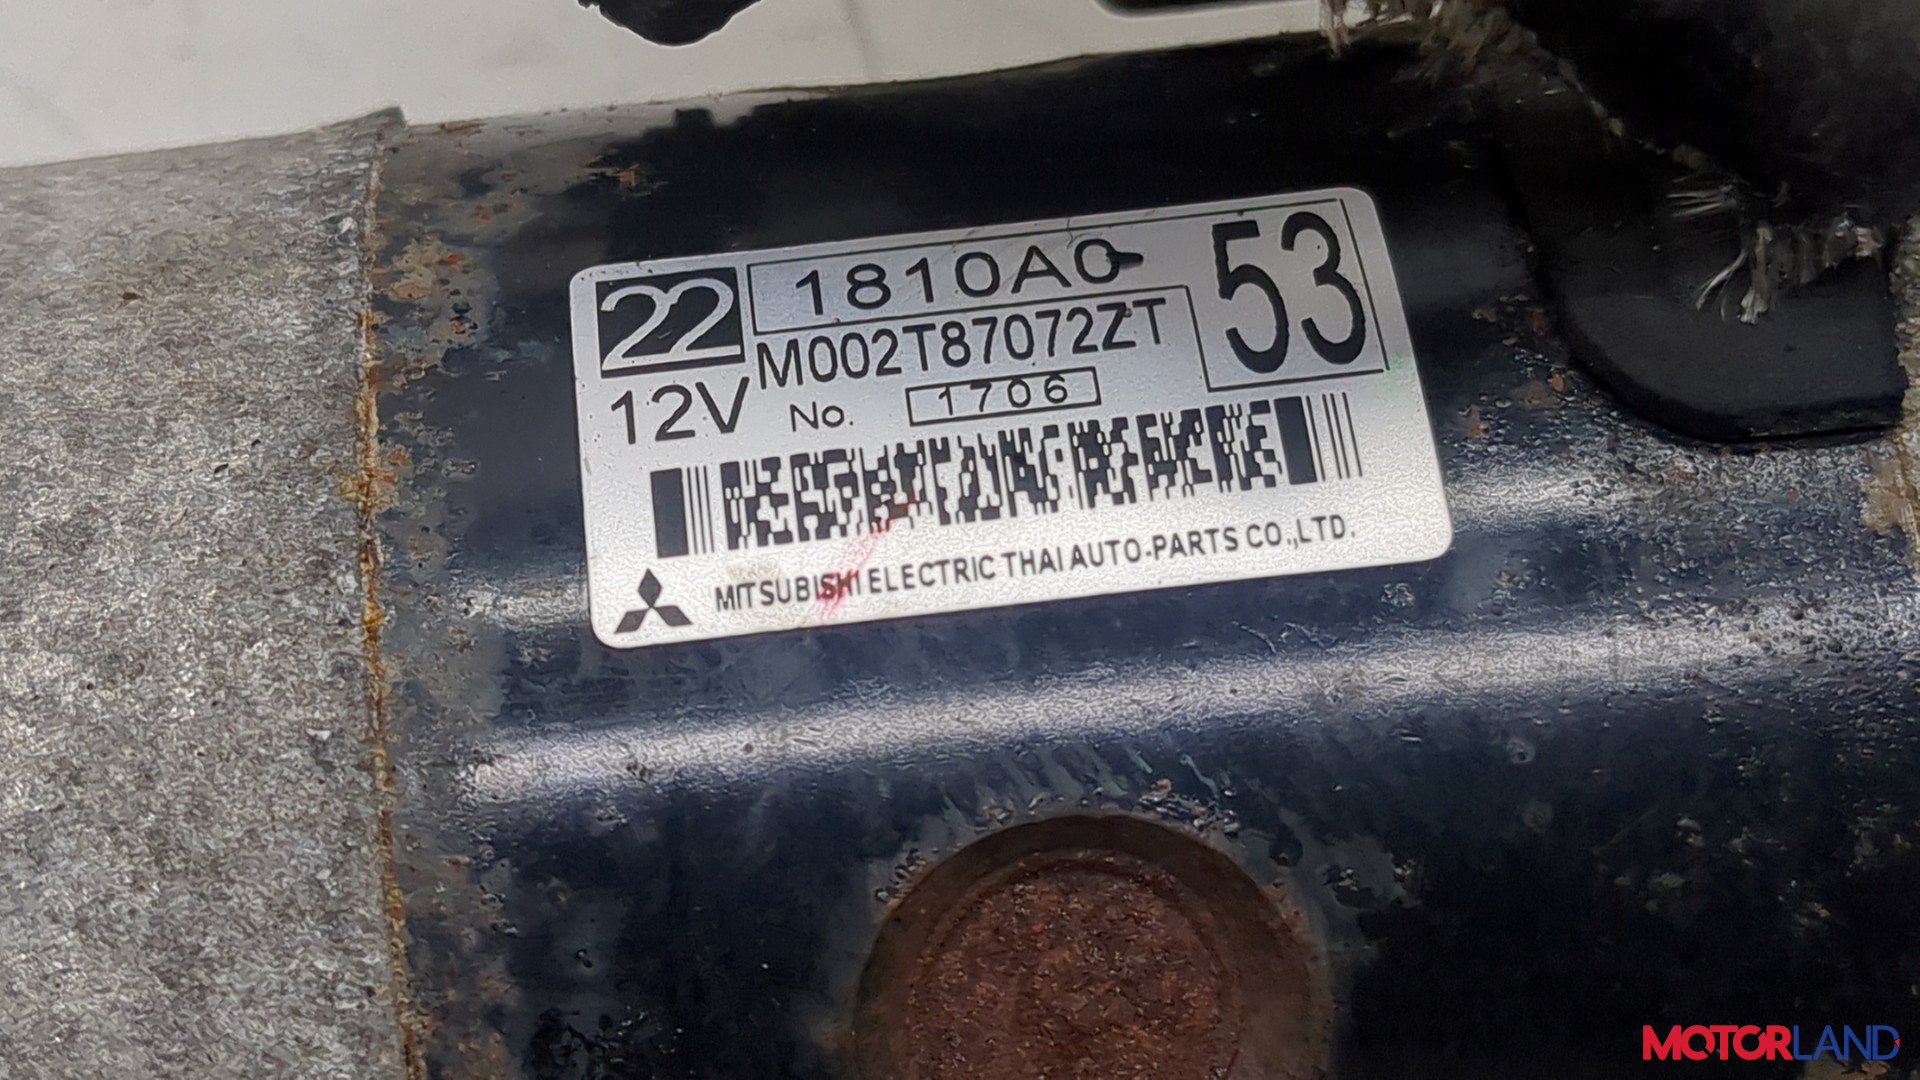 22 1810A0 53
M002T87072ZT
12V No. 1706
MITSUBISHI ELECTRIC THAI AUTO-PARTS CO.,LTD.
MOTORLAND